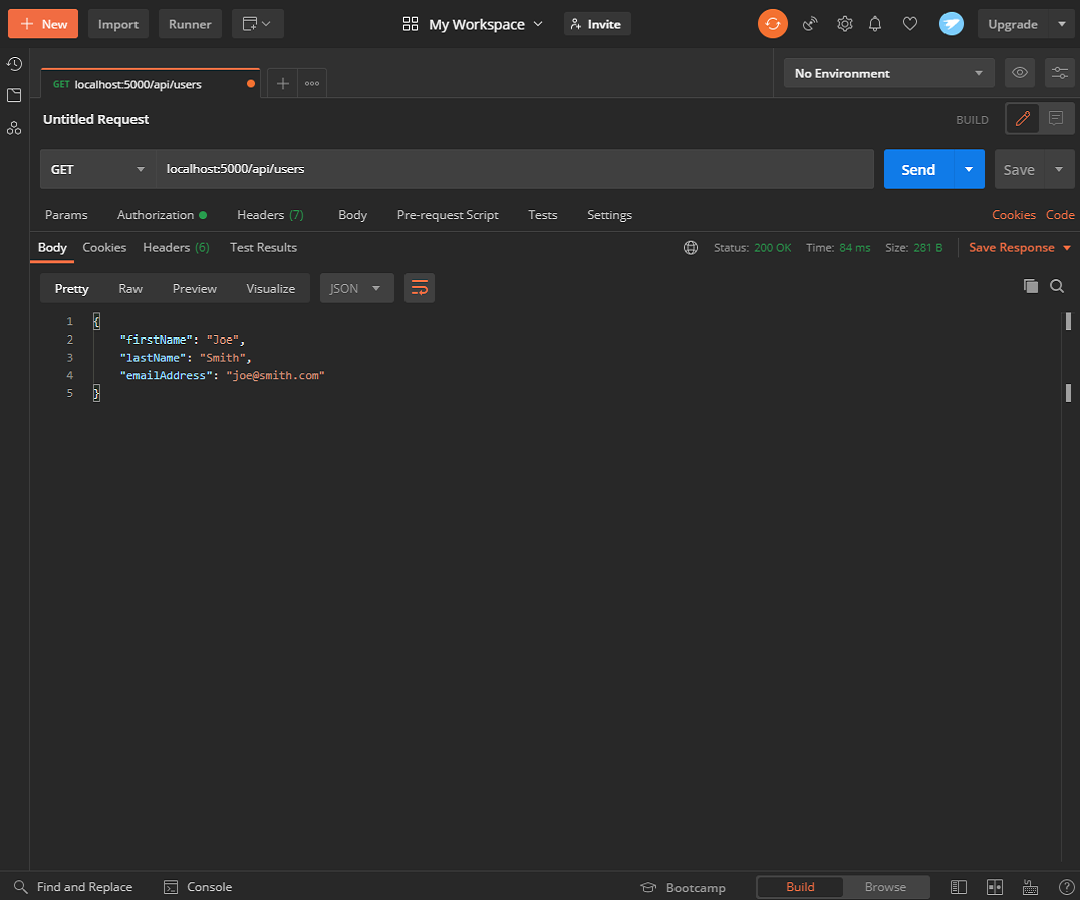 New Import Runner My Workspace Invite Upgrade
GET localhost:5000/api/users No Environment
Untitled Request BUILD
GET localhost:5000/api/users Send Save
Params Authorization Headers (7) Body Pre-request Script Tests Settings Cookies Code
Body Cookies Headers (6) Test Results Status: 200 OK Time: 84 ms Size: 281 B Save Response
Pretty Raw Preview Visualize JSON
1 {
2 "firstName": "Joe",
3 "lastName": "Smith",
4 "emailAddress": "joe@smith.com"
5 }
Find and Replace Console Bootcamp Build Browse